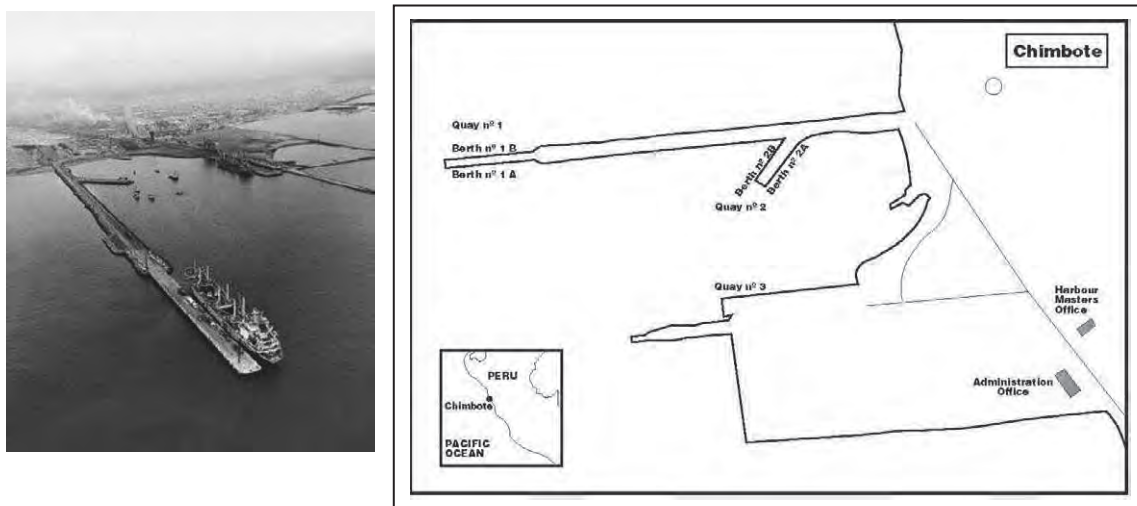 Chimbote
Quay nº 1
Berth nº 1 B
Berth nº 1 A
Berth nº 2B
Berth nº 2A
Quay nº 2
Quay nº 3
Harbour
Masters
Office
Administration
Office
PERU
Chimbote
PACIFIC
OCEAN